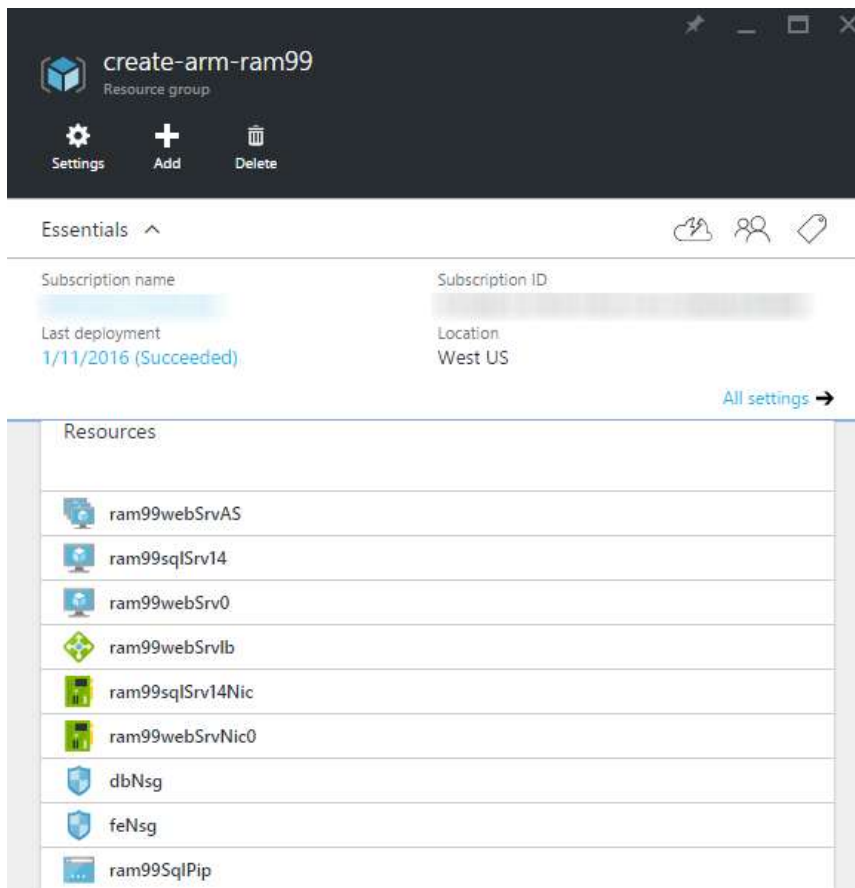 create-arm-ram99
Resource group
Settings Add Delete
Essentials
Subscription name Subscription ID
Last deployment Location
1/11/2016 (Succeeded) West US
All settings
Resources
ram99webSrvAS
ram99sqlSrv14
ram99webSrv0
ram99webSrvlb
ram99sqlSrv14Nic
ram99webSrvNic0
dbNsg
feNsg
ram99SqlPip